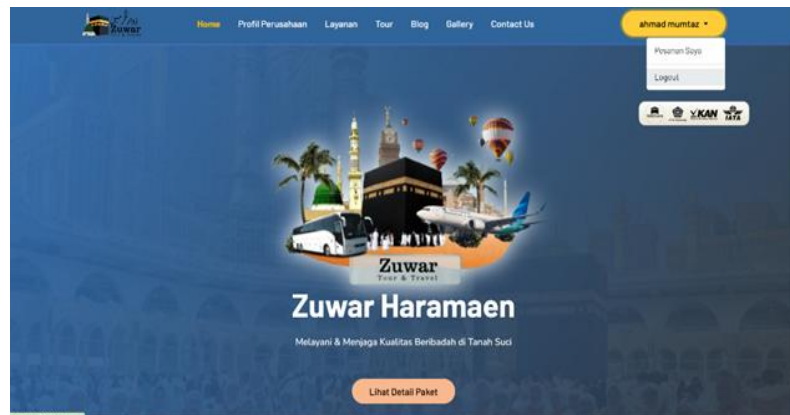 Zuwar
Home Profil Perusahaan Layanan Tour Blog Gallery Contact Us
ahmad mumtaz
Pesanan Saya
Logout
KAN IATA
Zuwar
Tour & Travel
Zuwar Haramaen
Melayani & Menjaga Kualitas Beribadah di Tanah Suci
Lihat Detail Paket